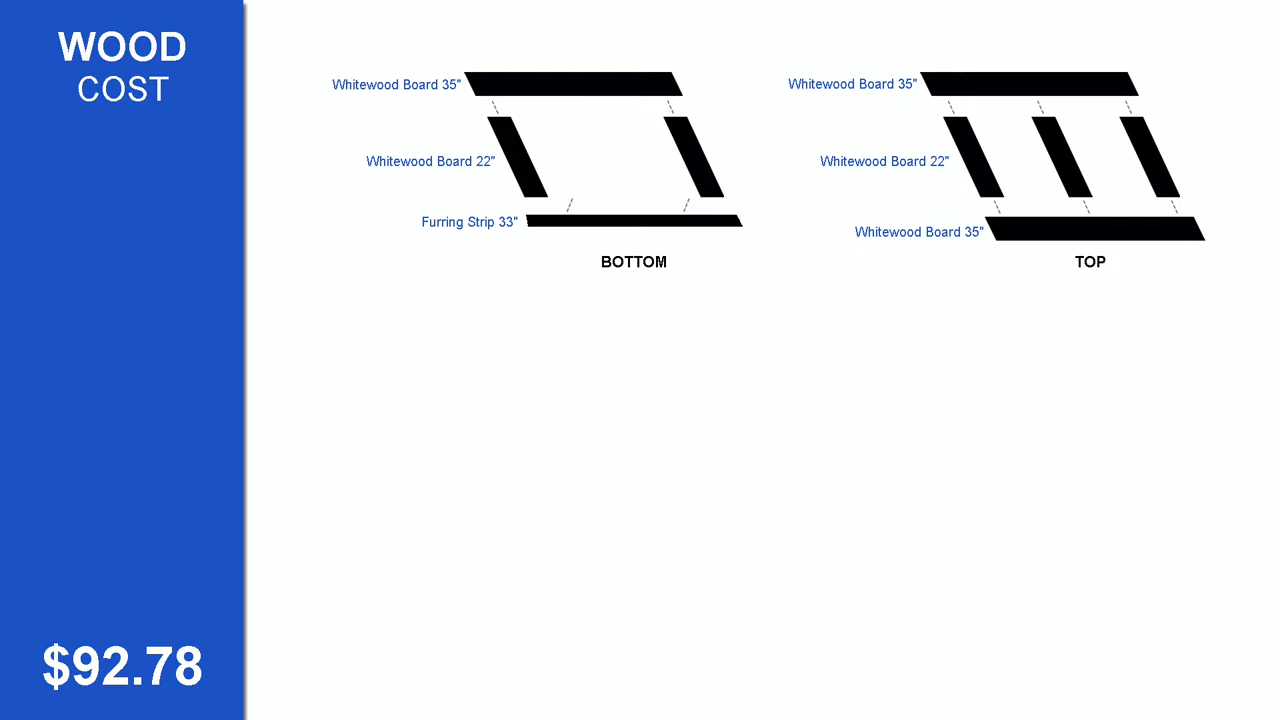 WOOD
COST
Whitewood Board 35"
Whitewood Board 22"
Furring Strip 33"
BOTTOM
Whitewood Board 35"
Whitewood Board 22"
Whitewood Board 35"
TOP
$92.78